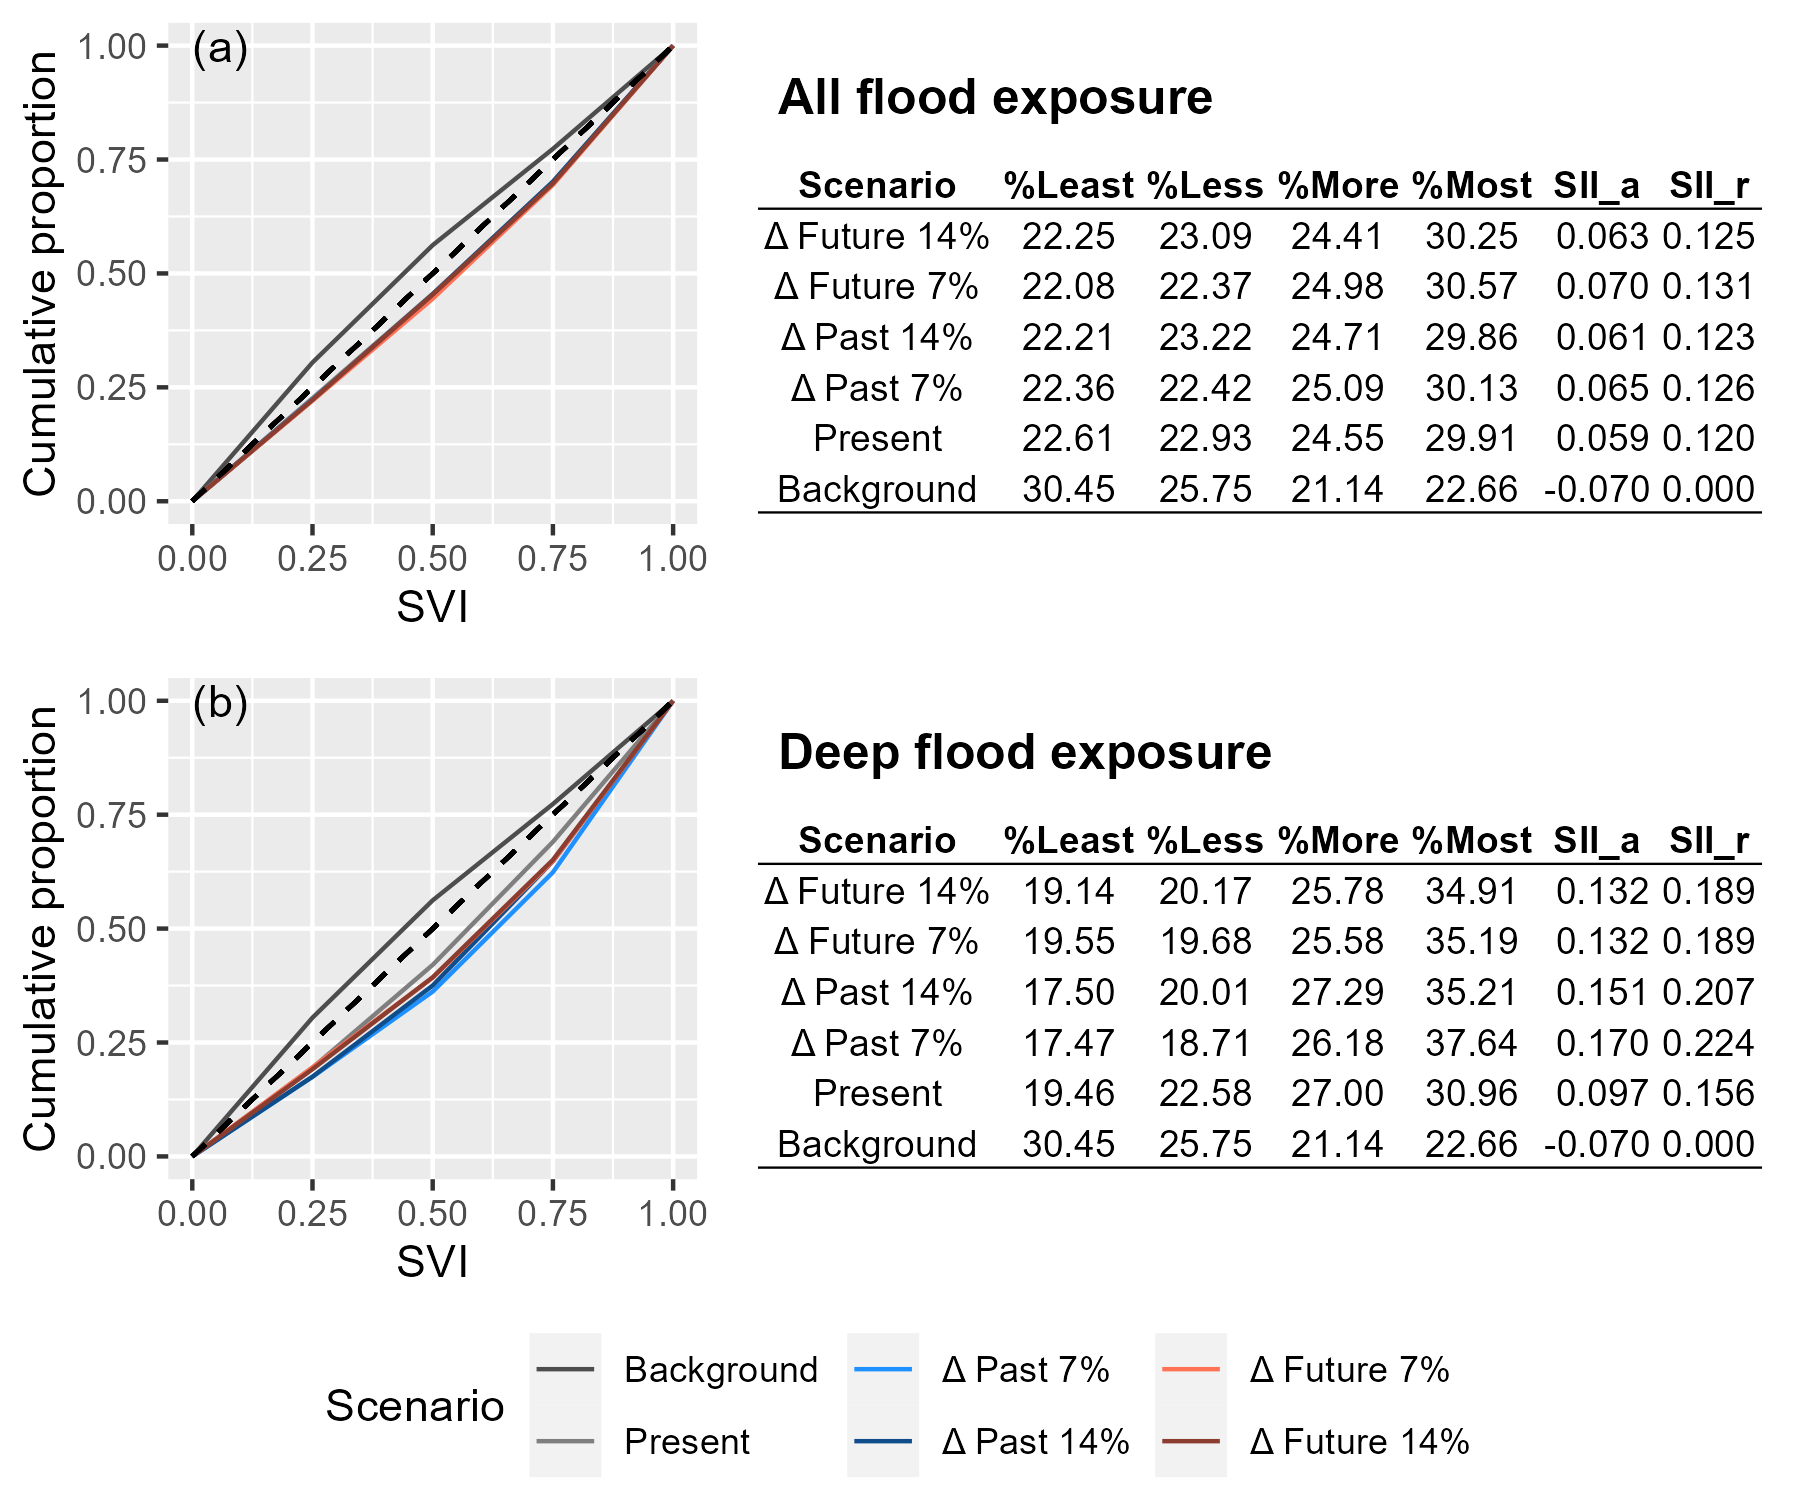 (a)
Cumulative proportion
1.00
0.75
0.50
0.25
0.00
0.00 0.25 0.50 0.75 1.00
SVI
All flood exposure
Scenario %Least %Less %More %Most SII_a SII_r
Δ Future 14% 22.25 23.09 24.41 30.25 0.063 0.125
Δ Future 7% 22.08 22.37 24.98 30.57 0.070 0.131
Δ Past 14% 22.21 23.22 24.71 29.86 0.061 0.123
Δ Past 7% 22.36 22.42 25.09 30.13 0.065 0.126
Present 22.61 22.93 24.55 29.91 0.059 0.120
Background 30.45 25.75 21.14 22.66 -0.070 0.000
(b)
Cumulative proportion
1.00
0.75
0.50
0.25
0.00
0.00 0.25 0.50 0.75 1.00
SVI
Deep flood exposure
Scenario %Least %Less %More %Most SII_a SII_r
Δ Future 14% 19.14 20.17 25.78 34.91 0.132 0.189
Δ Future 7% 19.55 19.68 25.58 35.19 0.132 0.189
Δ Past 14% 17.50 20.01 27.29 35.21 0.151 0.207
Δ Past 7% 17.47 18.71 26.18 37.64 0.170 0.224
Present 19.46 22.58 27.00 30.96 0.097 0.156
Background 30.45 25.75 21.14 22.66 -0.070 0.000
Scenario
Background Δ Past 7% Δ Future 7%
Present Δ Past 14% Δ Future 14%